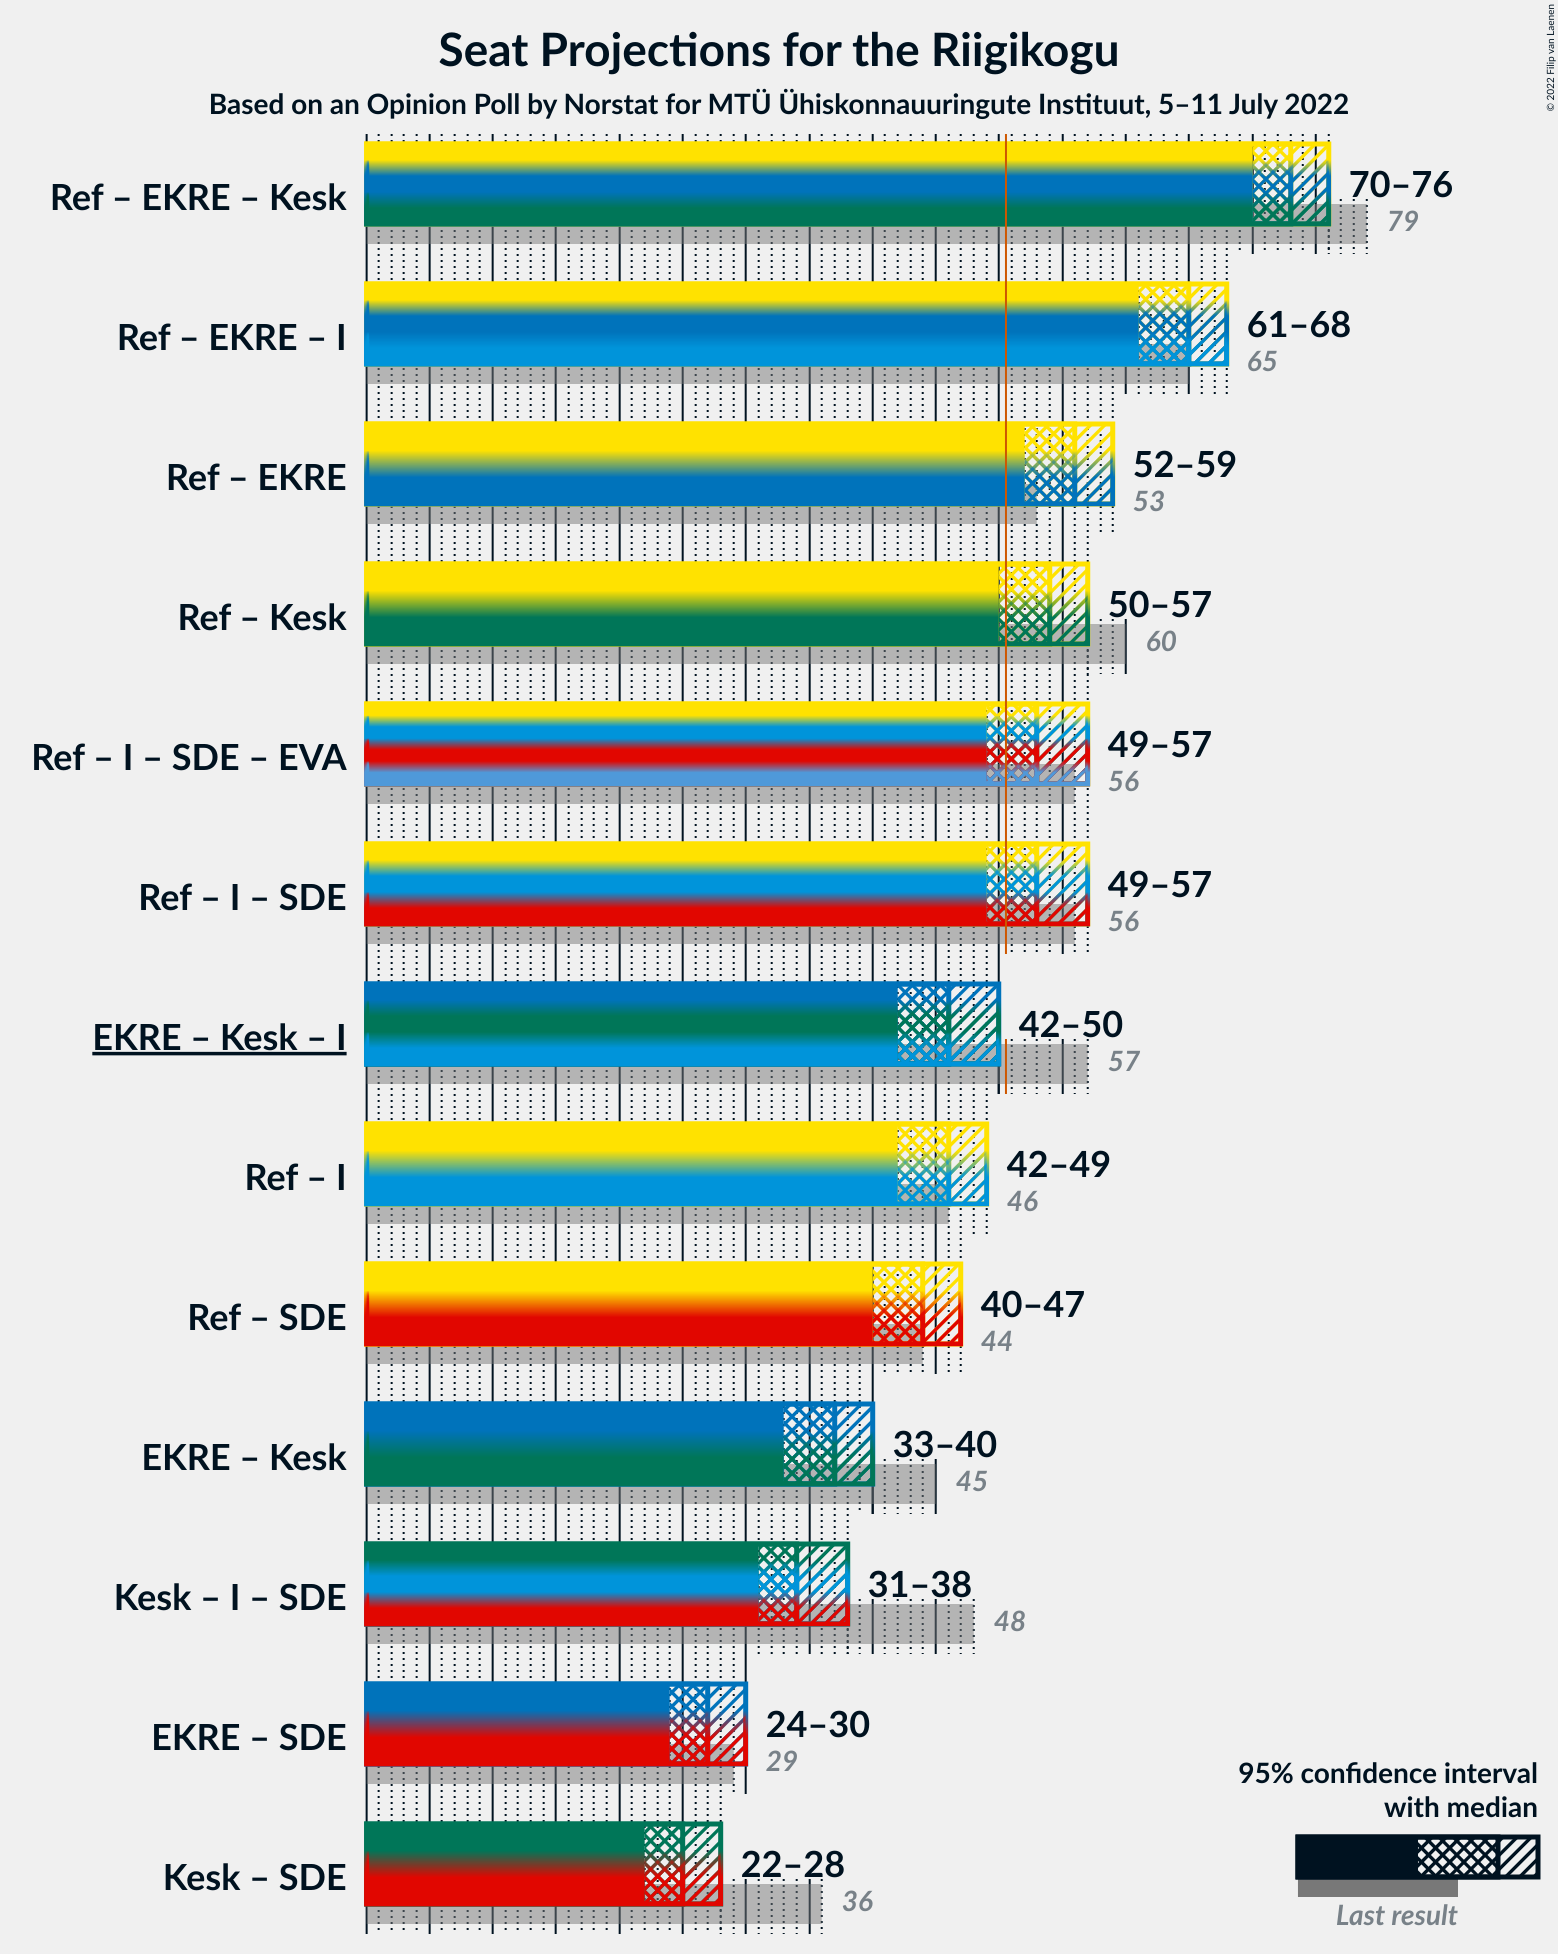 Seat Projections for the Riigikogu
Based on an Opinion Poll by Norstat for MTÜ Ühiskonnauuringute Instituut, 5–11 July 2022
© 2022 Filip van Laenen
Ref – EKRE – Kesk
70–76
79
Ref – EKRE – I
61–68
65
Ref – EKRE
52–59
53
Ref – Kesk
50–57
60
Ref – I – SDE – EVA
49–57
56
Ref – I – SDE
49–57
56
EKRE – Kesk – I
42–50
57
Ref – I
42–49
46
Ref – SDE
40–47
44
EKRE – Kesk
33–40
45
Kesk – I – SDE
31–38
48
EKRE – SDE
24–30
29
Kesk – SDE
22–28
36
95% confidence interval
with median
Last result